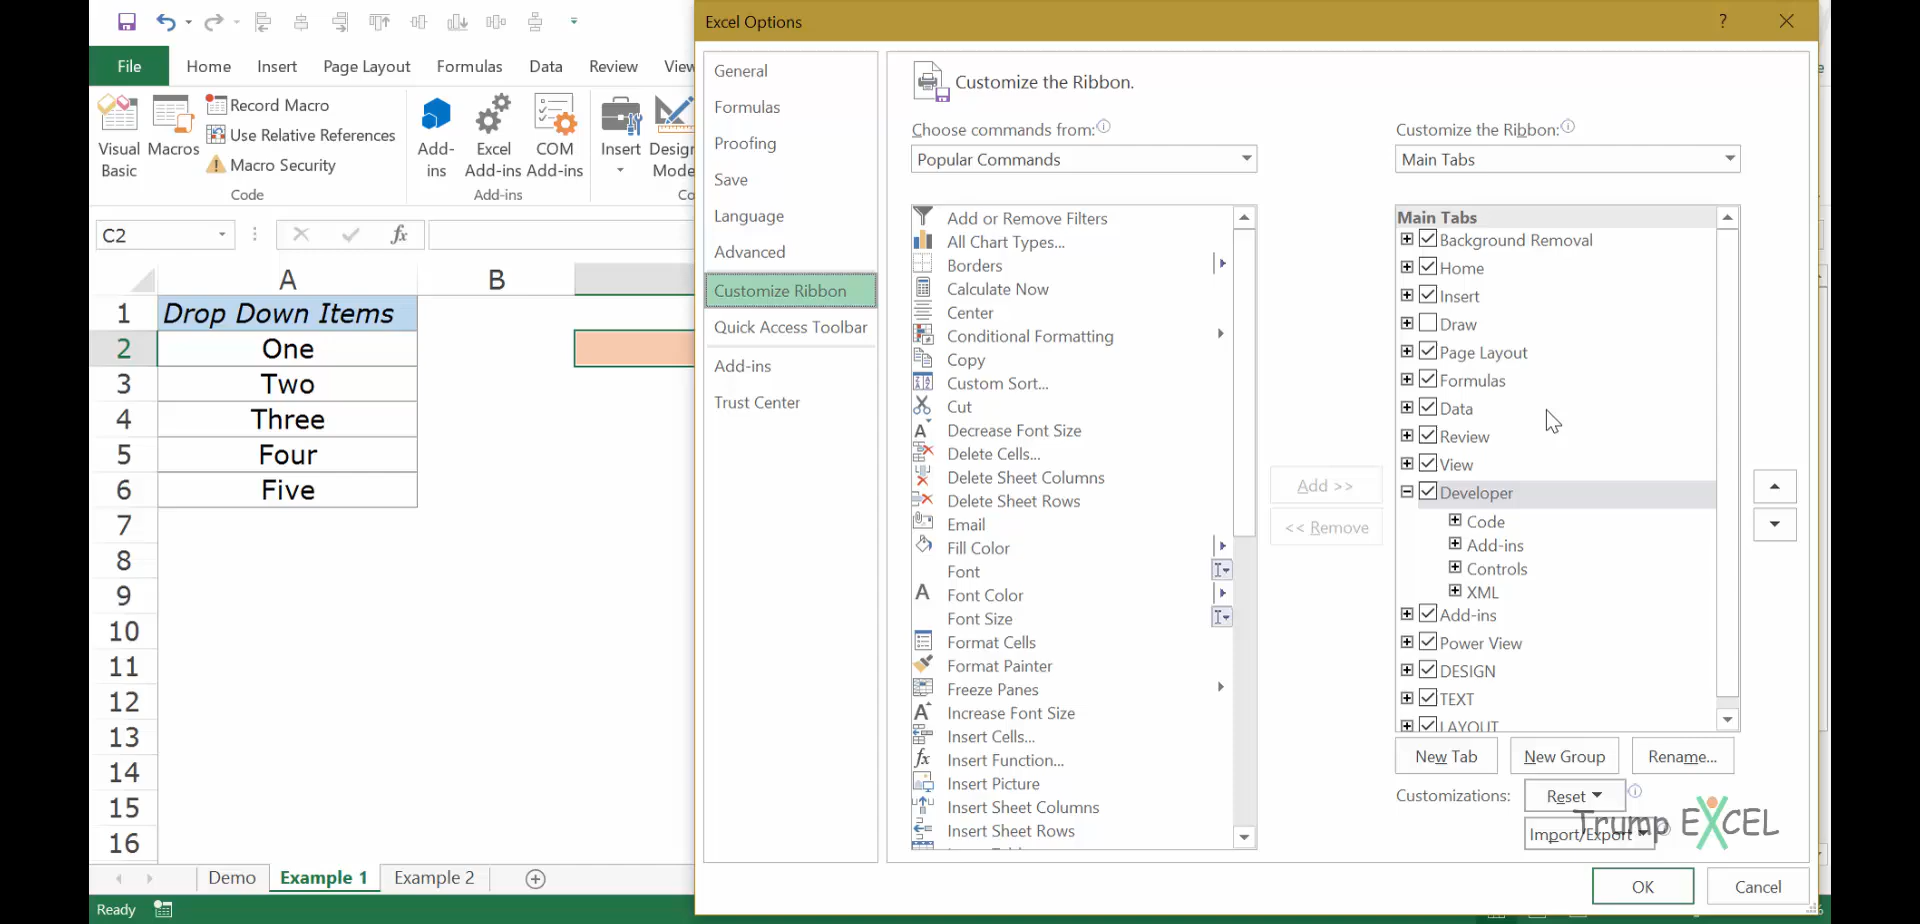 File
Home
Insert
Page Layout
Formulas
Data
Review
View
Visual
Basic
Macros
Record Macro
Use Relative References
Macro Security
Code
Add-
ins
Excel
Add-ins
COM
Add-ins
Add-ins
Insert
Design
Mode
Co
C2
fx
A
B
1
2
3
4
5
6
7
8
9
10
11
12
13
14
15
16
Drop Down Items
One
Two
Three
Four
Five
Demo
Example 1
Example 2
Ready
Excel Options
?
General
Formulas
Proofing
Save
Language
Advanced
Customize Ribbon
Quick Access Toolbar
Add-ins
Trust Center
Customize the Ribbon.
Choose commands from:
Popular Commands
Add or Remove Filters
All Chart Types...
Borders
Calculate Now
Center
Conditional Formatting
Copy
Custom Sort...
Cut
Decrease Font Size
Delete Cells...
Delete Sheet Columns
Delete Sheet Rows
Email
Fill Color
Font
Font Color
Font Size
Format Cells
Format Painter
Freeze Panes
Increase Font Size
Insert Cells...
Insert Function...
Insert Picture
Insert Sheet Columns
Insert Sheet Rows
Add >>
<< Remove
Customize the Ribbon:
Main Tabs
Main Tabs
Background Removal
Home
Insert
Draw
Page Layout
Formulas
Data
Review
View
Developer
Code
Add-ins
Controls
XML
Add-ins
Power View
DESIGN
TEXT
LAYOUT
New Tab
New Group
Rename...
Customizations:
Reset
Import/Export
Trump EXCEL
OK
Cancel